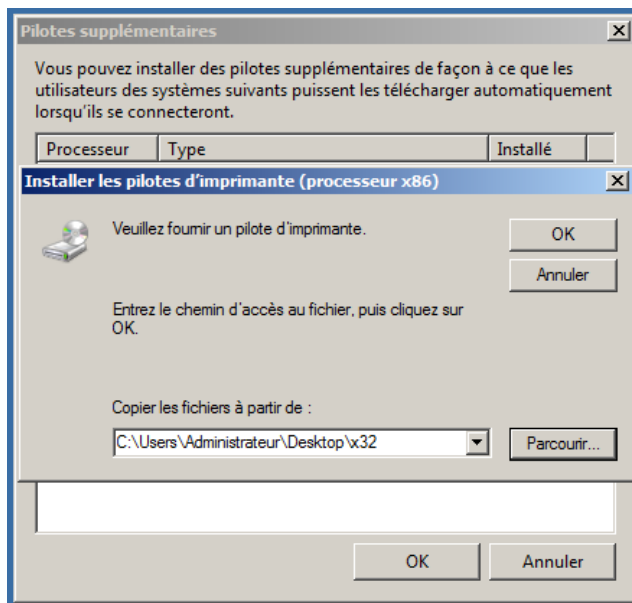 Pilotes supplémentaires
Vous pouvez installer des pilotes supplémentaires de façon à ce que les
utilisateurs des systèmes suivants puissent les télécharger automatiquement
lorsqu'ils se connecteront.
Processeur Type Installé
Installer les pilotes d'imprimante (processeur x86)
Veuillez fournir un pilote d'imprimante.
OK
Annuler
Entrez le chemin d'accès au fichier, puis cliquez sur
OK.
Copier les fichiers à partir de :
C:\Users\Administrateur\Desktop\x32
Parcourir...
OK Annuler